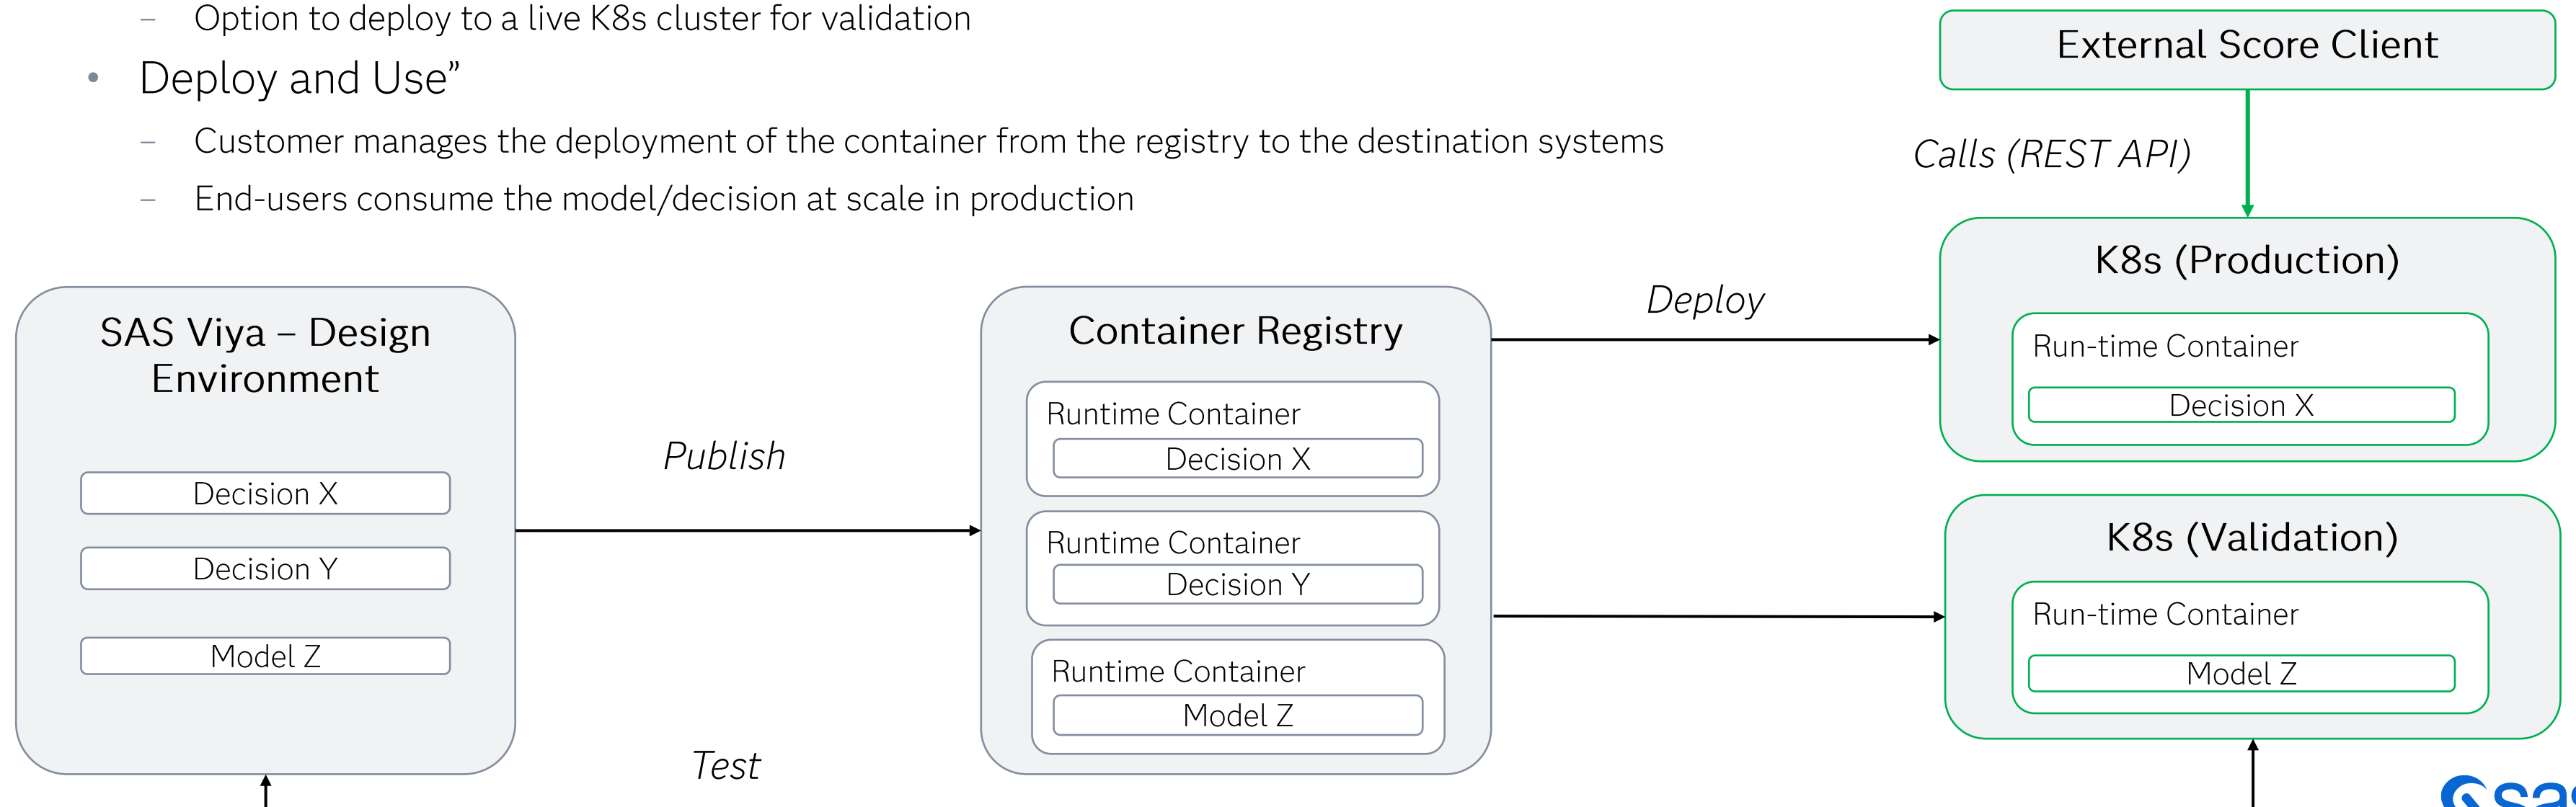 – Option to deploy to a live K8s cluster for validation
• Deploy and Use”
– Customer manages the deployment of the container from the registry to the destination systems
– End-users consume the model/decision at scale in production
External Score Client
Calls (REST API)
K8s (Production)
Run-time Container
Decision X
Deploy
SAS Viya – Design
Environment
Decision X
Decision Y
Model Z
Publish
Container Registry
Runtime Container
Decision X
Runtime Container
Decision Y
Runtime Container
Model Z
K8s (Validation)
Run-time Container
Model Z
Test
sas